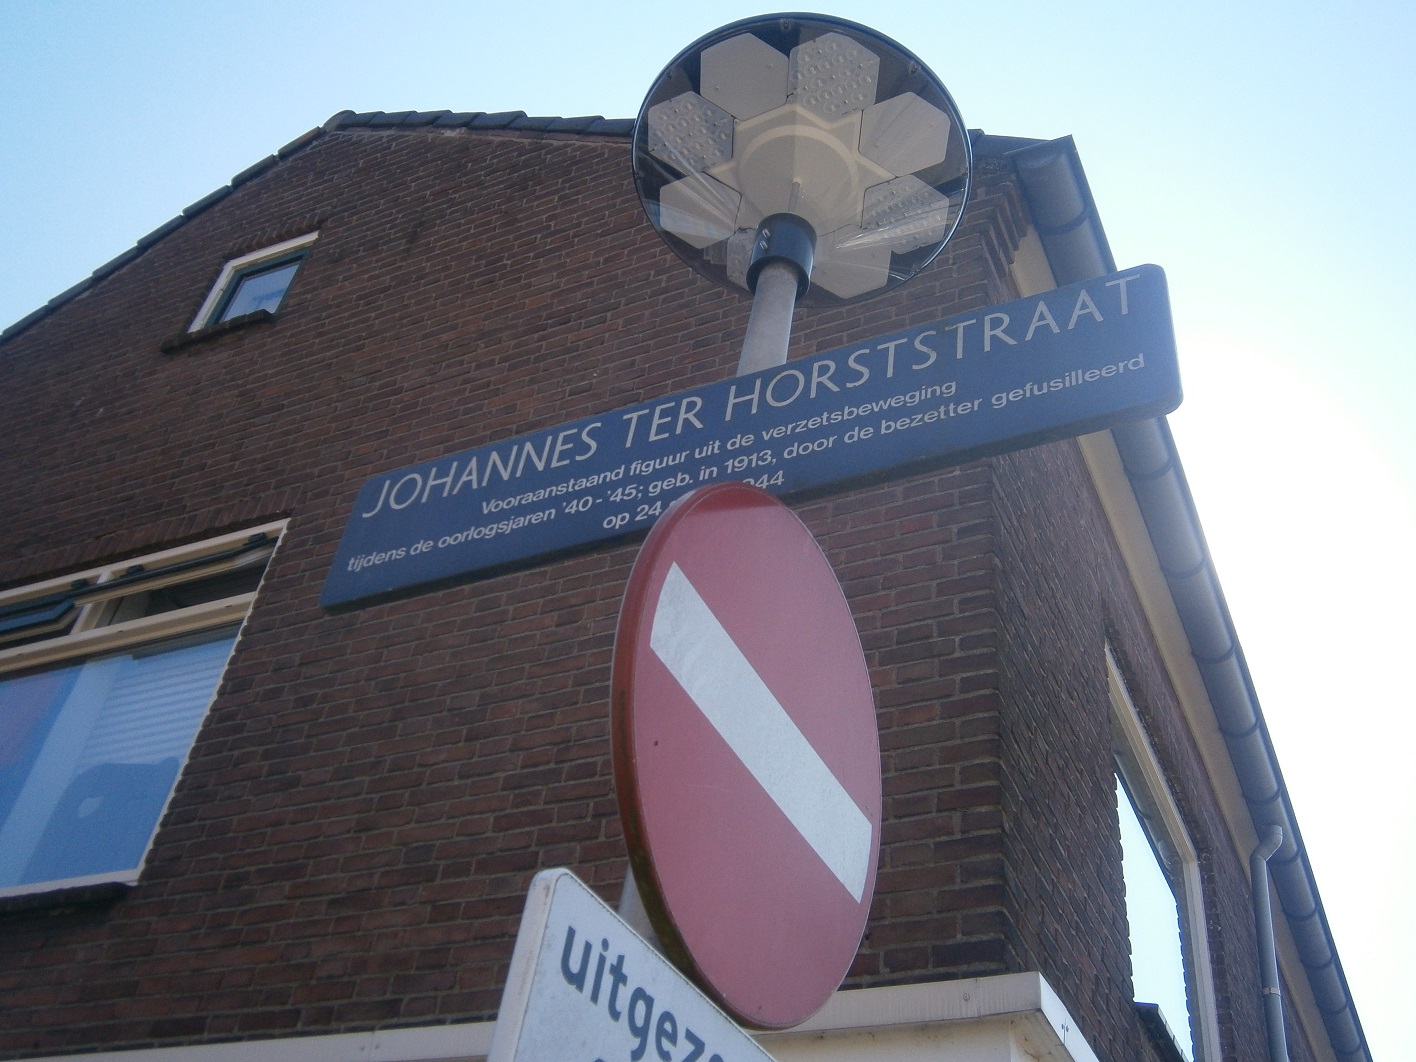 JOHANNES TER HORSTSTRAAT
Vooraanstaand figuur uit de verzetsbeweging
tijdens de oorlogsjaren '40-'45; geb. in 1913, door de bezetter gefusilleerd
op 24 944
uitgez